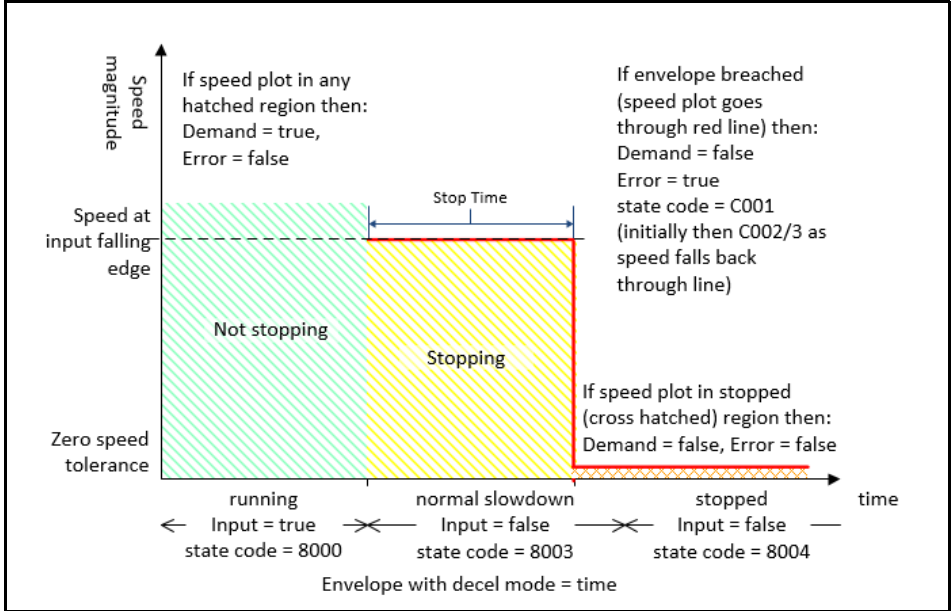 Speed
magnitude
If speed plot in any
hatched region then:
Demand = true,
Error = false
If envelope breached
(speed plot goes
through red line) then:
Demand = false
Error = true
state code = C001
(initially then C002/3 as
speed falls back
through line)
Stop Time
Speed at
input falling
edge
Not stopping
Stopping
If speed plot in stopped
(cross hatched) region then:
Demand = false, Error = false
Zero speed
tolerance
running
Input = true
state code = 8000
normal slowdown
Input = false
state code = 8003
stopped
Input = false
state code = 8004
time
Envelope with decel mode = time